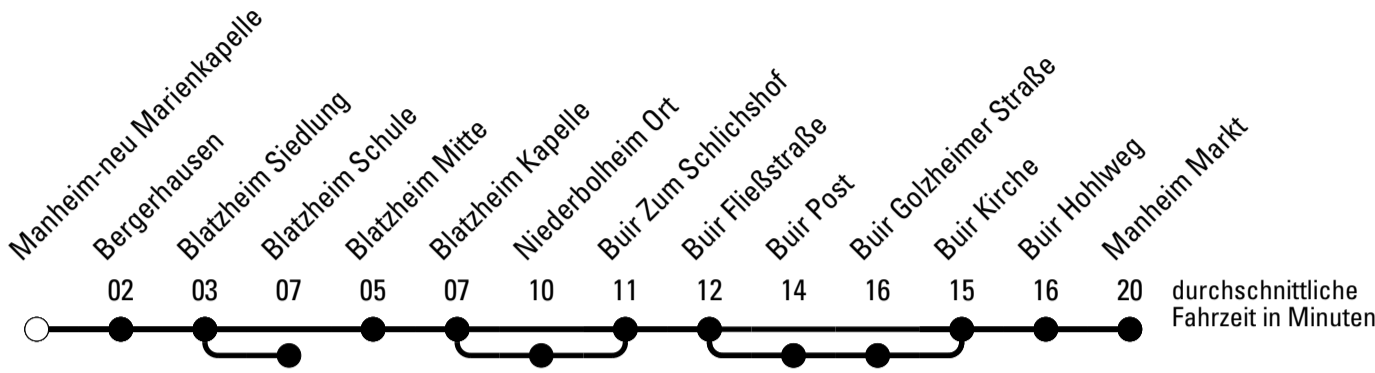 Manheim-neu Marienkapelle
Bergerhausen
Blatzheim Siedlung
Blatzheim Schule
Blatzheim Mitte
Blatzheim Kapelle
Niederbolheim Ort
Buir Zum Schlichshof
Buir Fließstraße
Buir Post
Buir Golzheimer Straße
Buir Kirche
Buir Hohlweg
Manheim Markt
02 03 07 05 07 10 11 12 14 16 15 16 20 durchschnittliche
Fahrzeit in Minuten